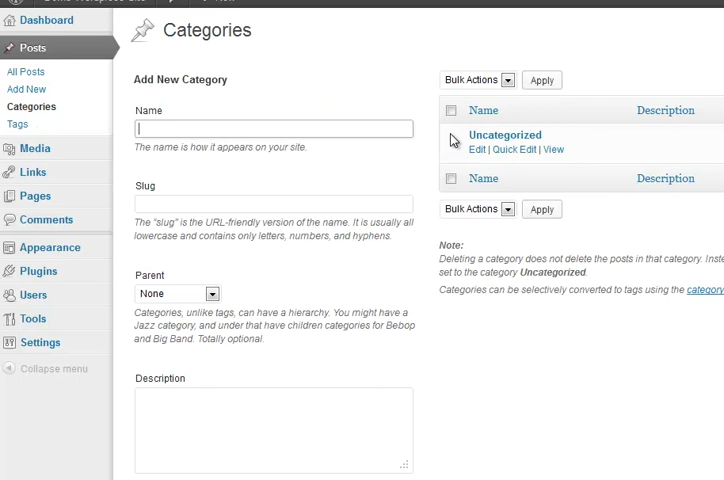 Dashboard
Posts
All Posts
Add New
Categories
Tags
Media
Links
Pages
Comments
Appearance
Plugins
Users
Tools
Settings
Collapse menu
Categories
Add New Category
Name
The name is how it appears on your site.
Slug
The "slug" is the URL-friendly version of the name. It is usually all
lowercase and contains only letters, numbers, and hyphens.
Parent
None
Categories, unlike tags, can have a hierarchy. You might have a
Jazz category, and under that have children categories for Bebop
and Big Band. Totally optional.
Description
Bulk Actions Apply
Name Description
Uncategorized
Edit | Quick Edit | View
Name Description
Bulk Actions Apply
Note:
Deleting a category does not delete the posts in that category. Inste
set to the category Uncategorized.
Categories can be selectively converted to tags using the category